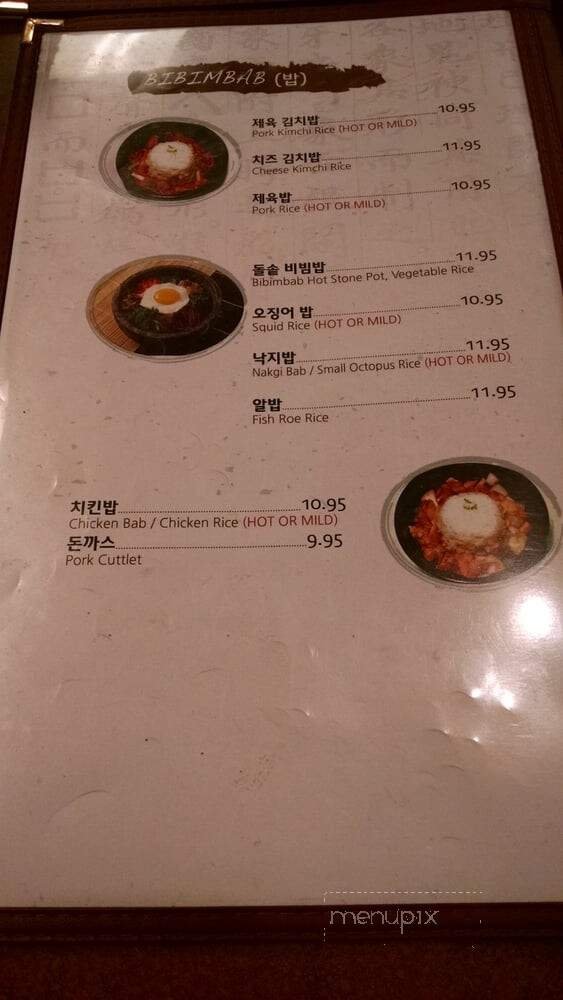 BIBIMBAB (밥)
제육 김치밥 10.95
Pork Kimchi Rice (HOT OR MILD)
치즈 김치밥 11.95
Cheese Kimchi Rice
제육밥 10.95
Pork Rice (HOT OR MILD)
돌솥 비빔밥 11.95
Bibimbab Hot Stone Pot, Vegetable Rice
오징어 밥 10.95
Squid Rice (HOT OR MILD)
낙지밥 11.95
Nakgi Bab / Small Octopus Rice (HOT OR MILD)
알밥 11.95
Fish Roe Rice
치킨밥 10.95
Chicken Bab / Chicken Rice (HOT OR MILD)
돈까스 9.95
Pork Cuttlet
menupix